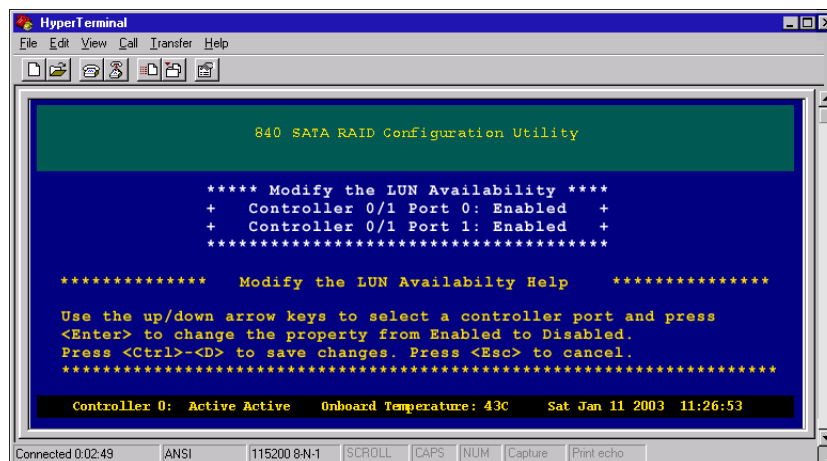 HyperTerminal
File Edit View Call Transfer Help
840 SATA RAID Configuration Utility
***** Modify the LUN Availability ****
+ Controller 0/1 Port 0: Enabled +
+ Controller 0/1 Port 1: Enabled +
**************************************
************** Modify the LUN Availabilty Help ***************
Use the up/down arrow keys to select a controller port and press
<Enter> to change the property from Enabled to Disabled.
Press <Ctrl>-<D> to save changes. Press <Esc> to cancel.
*********************************************************************
Controller 0: Active Active Onboard Temperature: 43C Sat Jan 11 2003 11:26:53
Connected 0:02:49 ANSI 115200 8-N-1 SCROLL CAPS NUM Capture Print echo